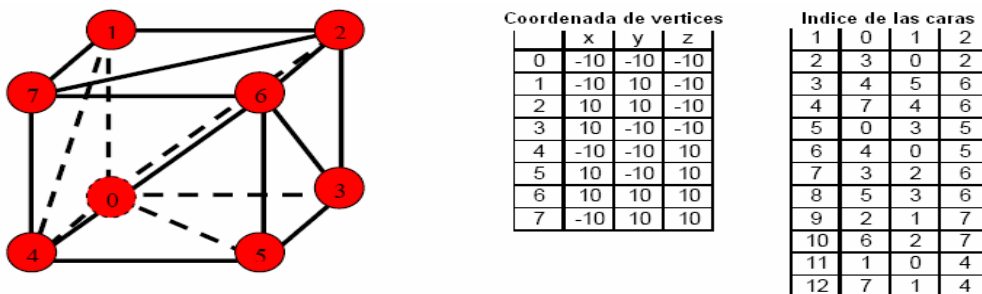 1
2
7
6
0
3
4
5
Coordenada de vertices
x y z
0 -10 -10 -10
1 -10 10 -10
2 10 10 -10
3 10 -10 -10
4 -10 -10 10
5 10 -10 10
6 10 10 10
7 -10 10 10
Indice de las caras
1 0 1 2
2 3 0 2
3 4 5 6
4 7 4 6
5 0 3 5
6 4 0 5
7 3 2 6
8 5 3 6
9 2 1 7
10 6 2 7
11 1 0 4
12 7 1 4